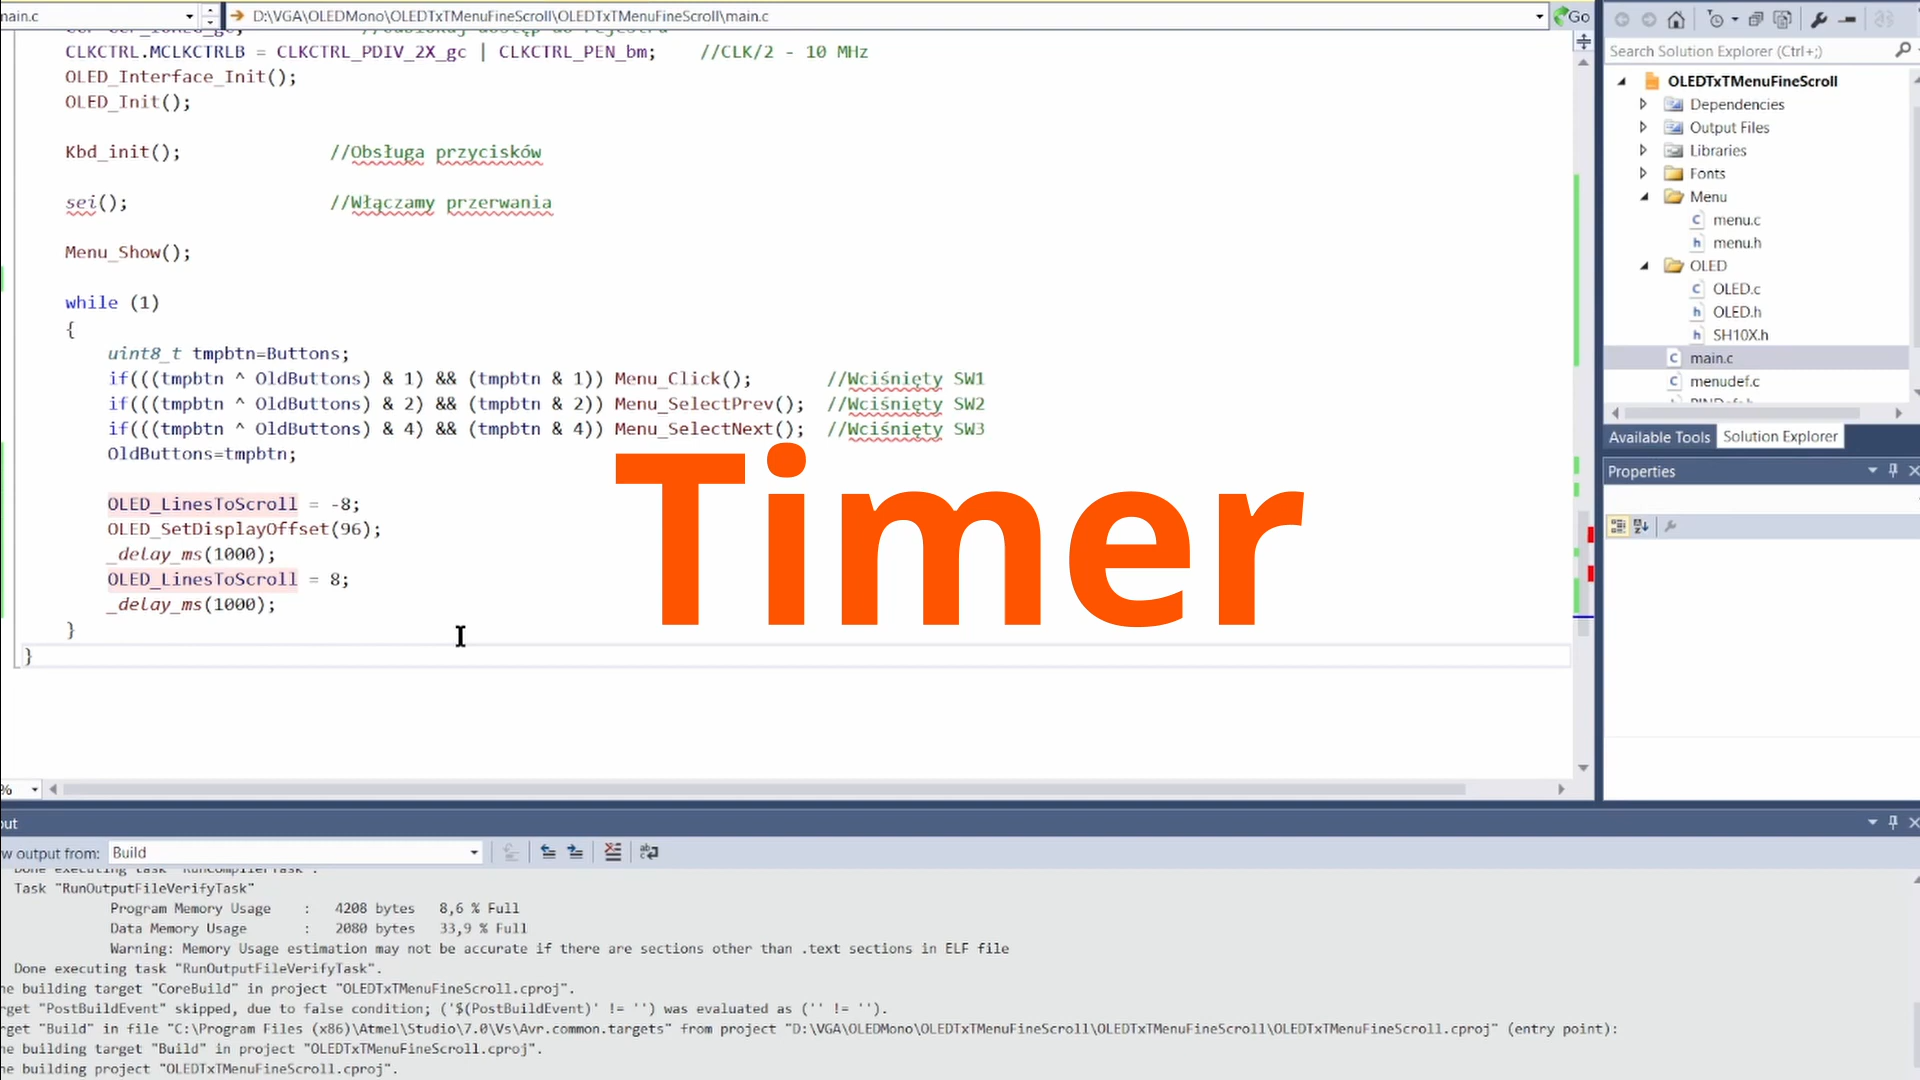 main.c
D:\VGA\OLEDMono\OLEDTxTMenuFineScroll\OLEDTxTMenuFineScroll\main.c
Go
CLKCTRL.MCLKCTRLB = CLKCTRL_PDIV_2X_gc | CLKCTRL_PEN_bm; //CLK/2 - 10 MHz
OLED_Interface_Init();
OLED_Init();
Kbd_init(); //Obsługa przycisków
sei(); //Włączamy przerwania
Menu_Show();
while (1)
{
uint8_t tmpbtn=Buttons;
if(((tmpbtn ^ OldButtons) & 1) && (tmpbtn & 1)) Menu_Click(); //Wciśnięty SW1
if(((tmpbtn ^ OldButtons) & 2) && (tmpbtn & 2)) Menu_SelectPrev(); //Wciśnięty SW2
if(((tmpbtn ^ OldButtons) & 4) && (tmpbtn & 4)) Menu_SelectNext(); //Wciśnięty SW3
OldButtons=tmpbtn;
OLED_LinesToScroll = -8;
OLED_SetDisplayOffset(96);
_delay_ms(1000);
OLED_LinesToScroll = 8;
_delay_ms(1000);
}
}
Timer
%
Search Solution Explorer (Ctrl+;)
OLEDTxTMenuFineScroll
Dependencies
Output Files
Libraries
Fonts
Menu
menu.c
menu.h
OLED
OLED.c
OLED.h
SH10X.h
main.c
menudef.c
Available Tools Solution Explorer
Properties
out
w output from: Build
Task "RunOutputFileVerifyTask"
Program Memory Usage : 4208 bytes 8,6 % Full
Data Memory Usage : 2080 bytes 33,9 % Full
Warning: Memory Usage estimation may not be accurate if there are sections other than .text sections in ELF file
Done executing task "RunOutputFileVerifyTask".
ne building target "CoreBuild" in project "OLEDTxTMenuFineScroll.cproj".
rget "PostBuildEvent" skipped, due to false condition; ('$(PostBuildEvent)' != '') was evaluated as ('' != '').
rget "Build" in file "C:\Program Files (x86)\Atmel\Studio\7.0\Vs\Avr.common.targets" from project "D:\VGA\OLEDMono\OLEDTxTMenuFineScroll\OLEDTxTMenuFineScroll\OLEDTxTMenuFineScroll.cproj" (entry point):
ne building target "Build" in project "OLEDTxTMenuFineScroll.cproj".
ne building project "OLEDTxTMenuFineScroll.cproj".